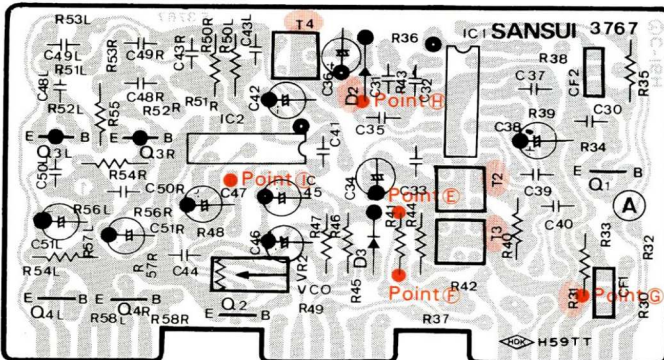 R53L
C49L
R51L
C48L
R52L
R53R
C49R
C48R
R55
R52R
C43R
R50R
R50L
C43L
R51R
C42
IC2
T4
C36
D2
C31
R43
C32
Point H
R36
C35
C41
IC1
SANSUI 3767
R38
CF2
R35
C37
R39
C30
C38
R34
E B
Q3L
E B
Q3R
C50L
R54R
C50R
Point I
C47
C45
C34
C33
Point E
T2
C39
E B
Q1
A
C40
R56L
C51L
R57L
R56R
C51R
R57R
R48
C46
R47
R46
R41
R44
D3
T3
R40
R33
R32
R54L
C44
VR2
VCO
R45
Point F
R42
R31
CF1
Point G
E B
Q4L
E B
Q4R
R58L
R58R
Q2
E B
R49
R37
HDK H59TT